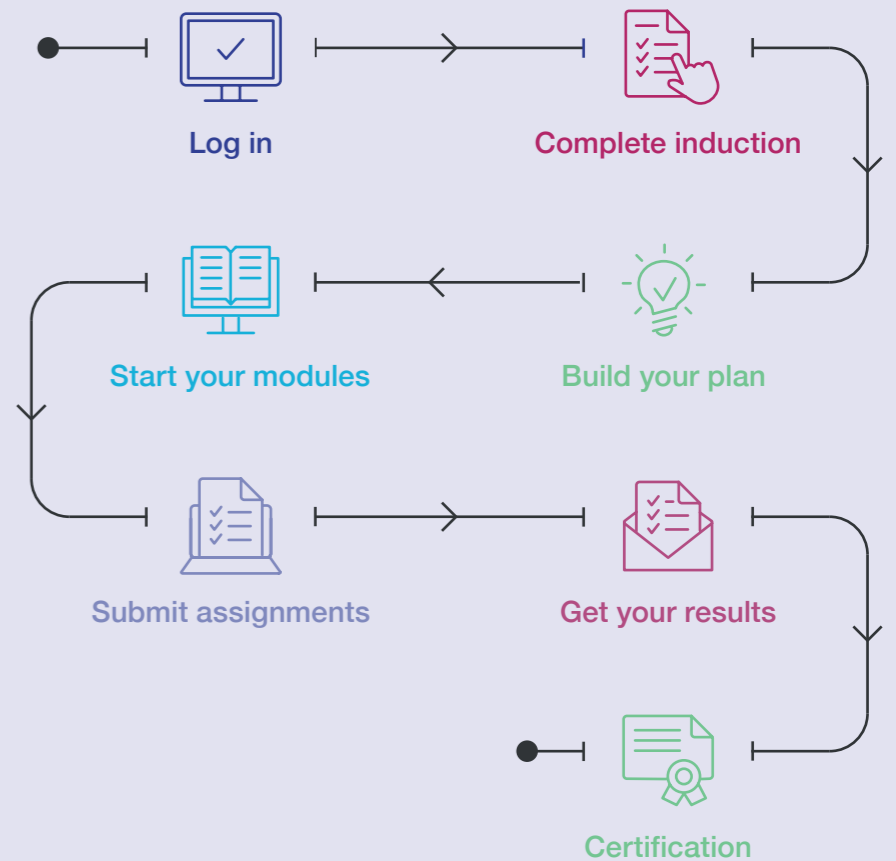 Log in
Complete induction
Build your plan
Start your modules
Submit assignments
Get your results
Certification